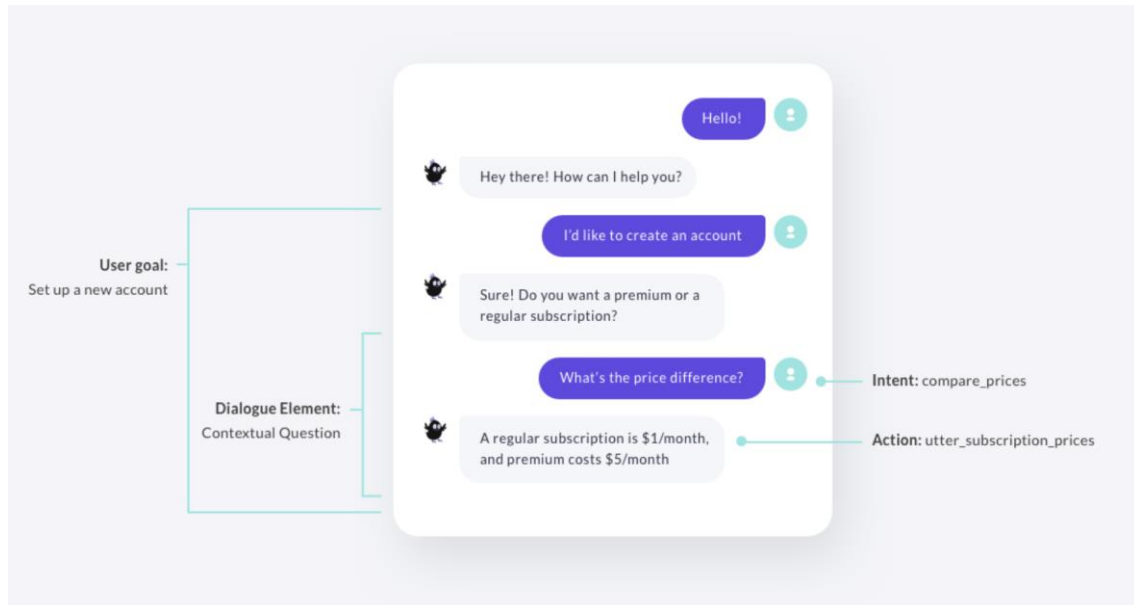 Hello!
Hey there! How can I help you?
I'd like to create an account
User goal:
Set up a new account
Sure! Do you want a premium or a
regular subscription?
What's the price difference?
Intent: compare_prices
Dialogue Element:
Contextual Question
A regular subscription is $1/month,
and premium costs $5/month
Action: utter_subscription_prices